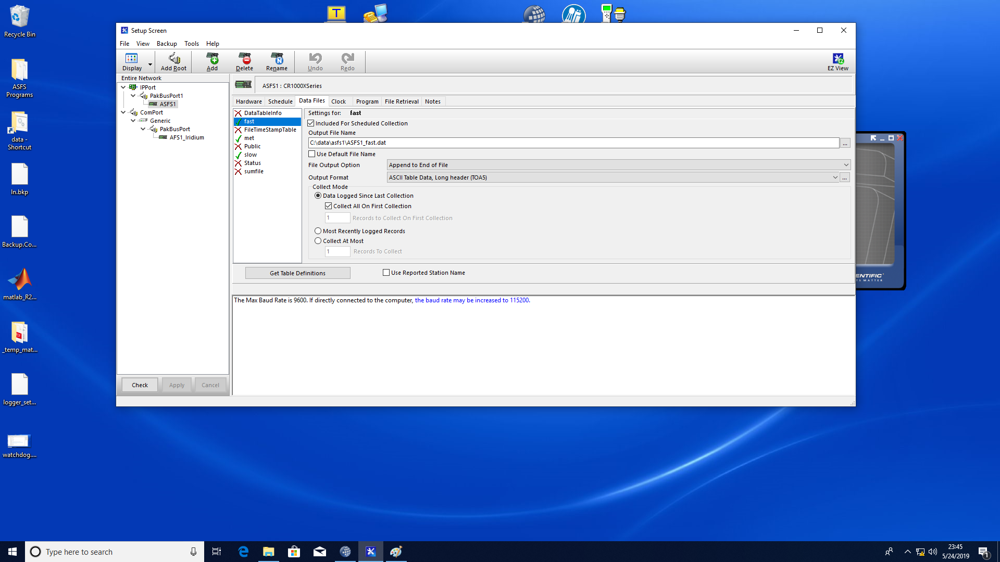 Recycle Bin
ASFS
Programs
data -
Shortcut
ln.bkp
Backup.Co...
matlab_R2...
_temp_mat...
logger_set...
watchdog....
T
Setup Screen
File View Backup Tools Help
Display Add Root Add Delete Rename Undo Redo EZ View
Entire Network
IPPort
PakBusPort1
ASFS1
ComPort
Generic
PakBusPort
AFS1_Iridium
Check Apply Cancel
ASFS1 : CR1000XSeries
Hardware Schedule Data Files Clock Program File Retrieval Notes
DataTableInfo
fast
FileTimeStampTable
met
Public
slow
Status
sumfile
Settings for: fast
Included For Scheduled Collection
Output File Name
C:\data\asfs1\ASFS1_fast.dat ...
Use Default File Name
File Output Option Append to End of File
Output Format ASCII Table Data, Long header (TOA5) ...
Collect Mode
Data Logged Since Last Collection
Collect All On First Collection
1 Records to Collect On First Collection
Most Recently Logged Records
Collect At Most
1 Records To Collect
Get Table Definitions Use Reported Station Name
The Max Baud Rate is 9600. If directly connected to the computer, the baud rate may be increased to 115200.
ENTIFIC
TS MATTER
Type here to search
23:45
5/24/2019
1